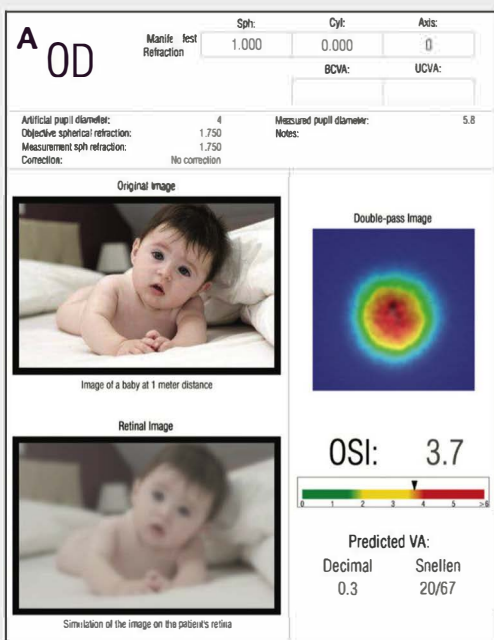 A
OD
Manifest
Refraction
Sph: Cyl: Axis:
1.000 0.000 0
BCVA: UCVA:
Artificial pupil diameter: 4 Measured pupil diameter: 5.8
Objective spherical refraction: 1.750 Notes:
Measurement sph refraction: 1.750
Correction: No correction
Original Image
Image of a baby at 1 meter distance
Double-pass Image
Retinal Image
Simulation of the image on the patient's retina
OSI: 3.7
0 1 2 3 4 5 >6
Predicted VA:
Decimal Snellen
0.3 20/67